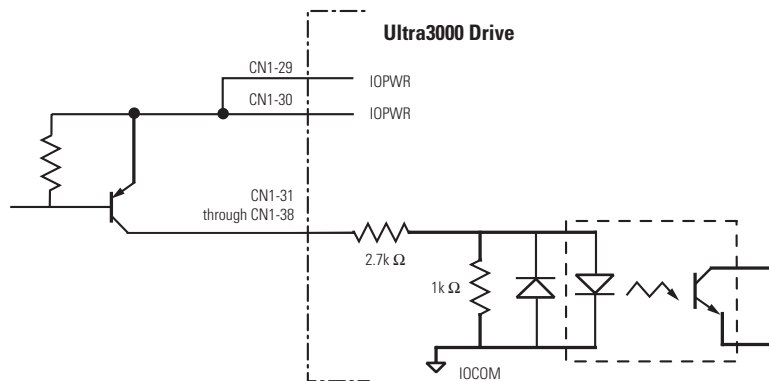 Ultra3000 Drive
CN1-29
IOPWR
CN1-30
IOPWR
CN1-31
through CN1-38
2.7k Ω
1k Ω
IOCOM